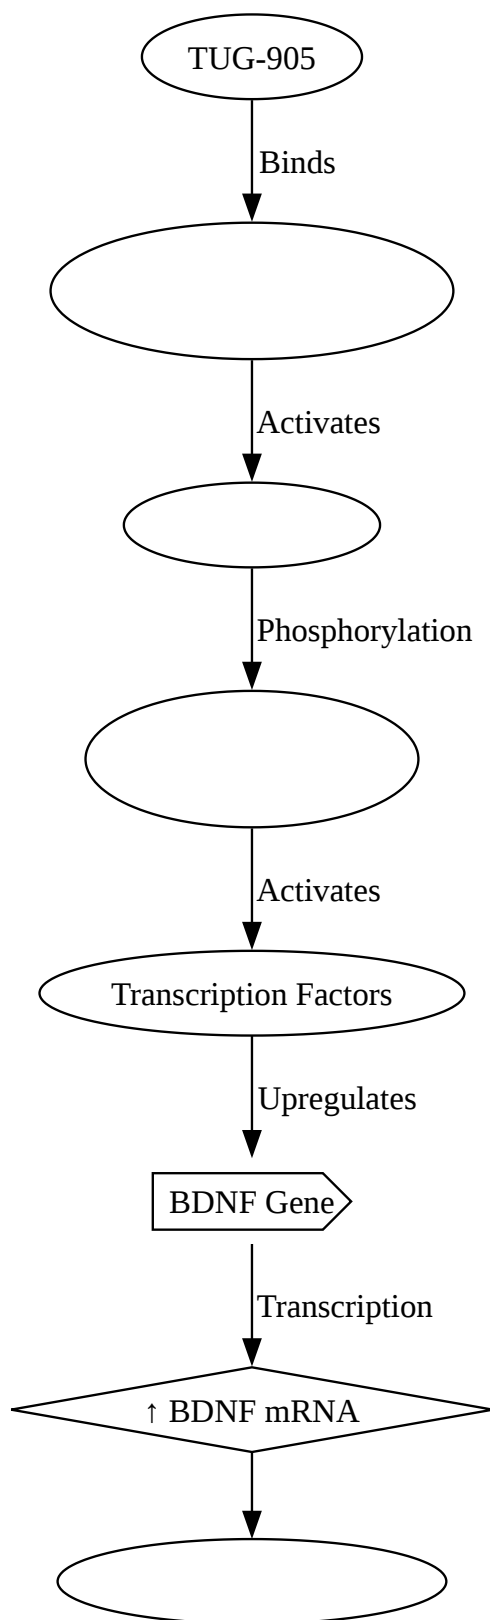 TUG-905
Binds
Activates
Phosphorylation
Activates
Transcription Factors
Upregulates
BDNF Gene
Transcription
↑ BDNF mRNA